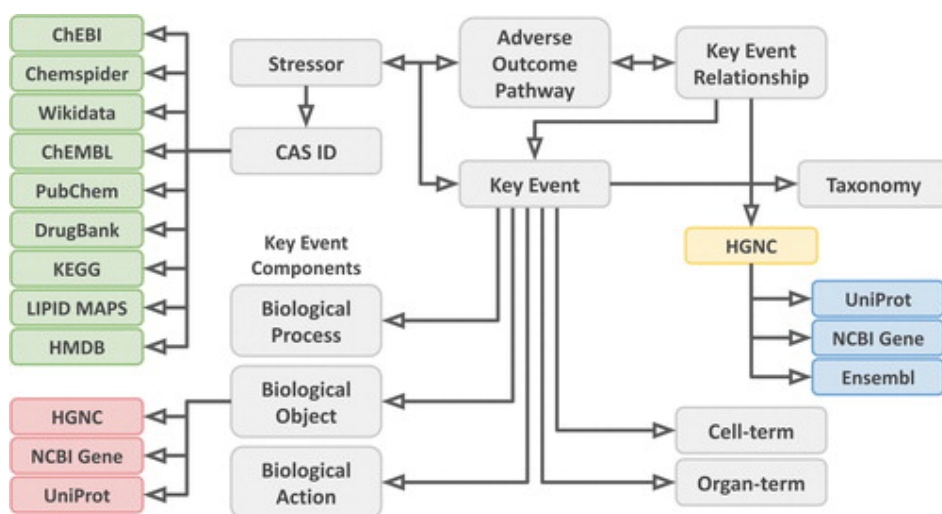 ChEBI
Chemspider
Wikidata
ChEMBL
PubChem
DrugBank
KEGG
LIPID MAPS
HMDB
HGNC
NCBI Gene
UniProt
Stressor
CAS ID
Key Event
Components
Biological
Process
Biological
Object
Biological
Action
Adverse
Outcome
Pathway
Key Event
Key Event
Relationship
Taxonomy
HGNC
UniProt
NCBI Gene
Ensembl
Cell-term
Organ-term